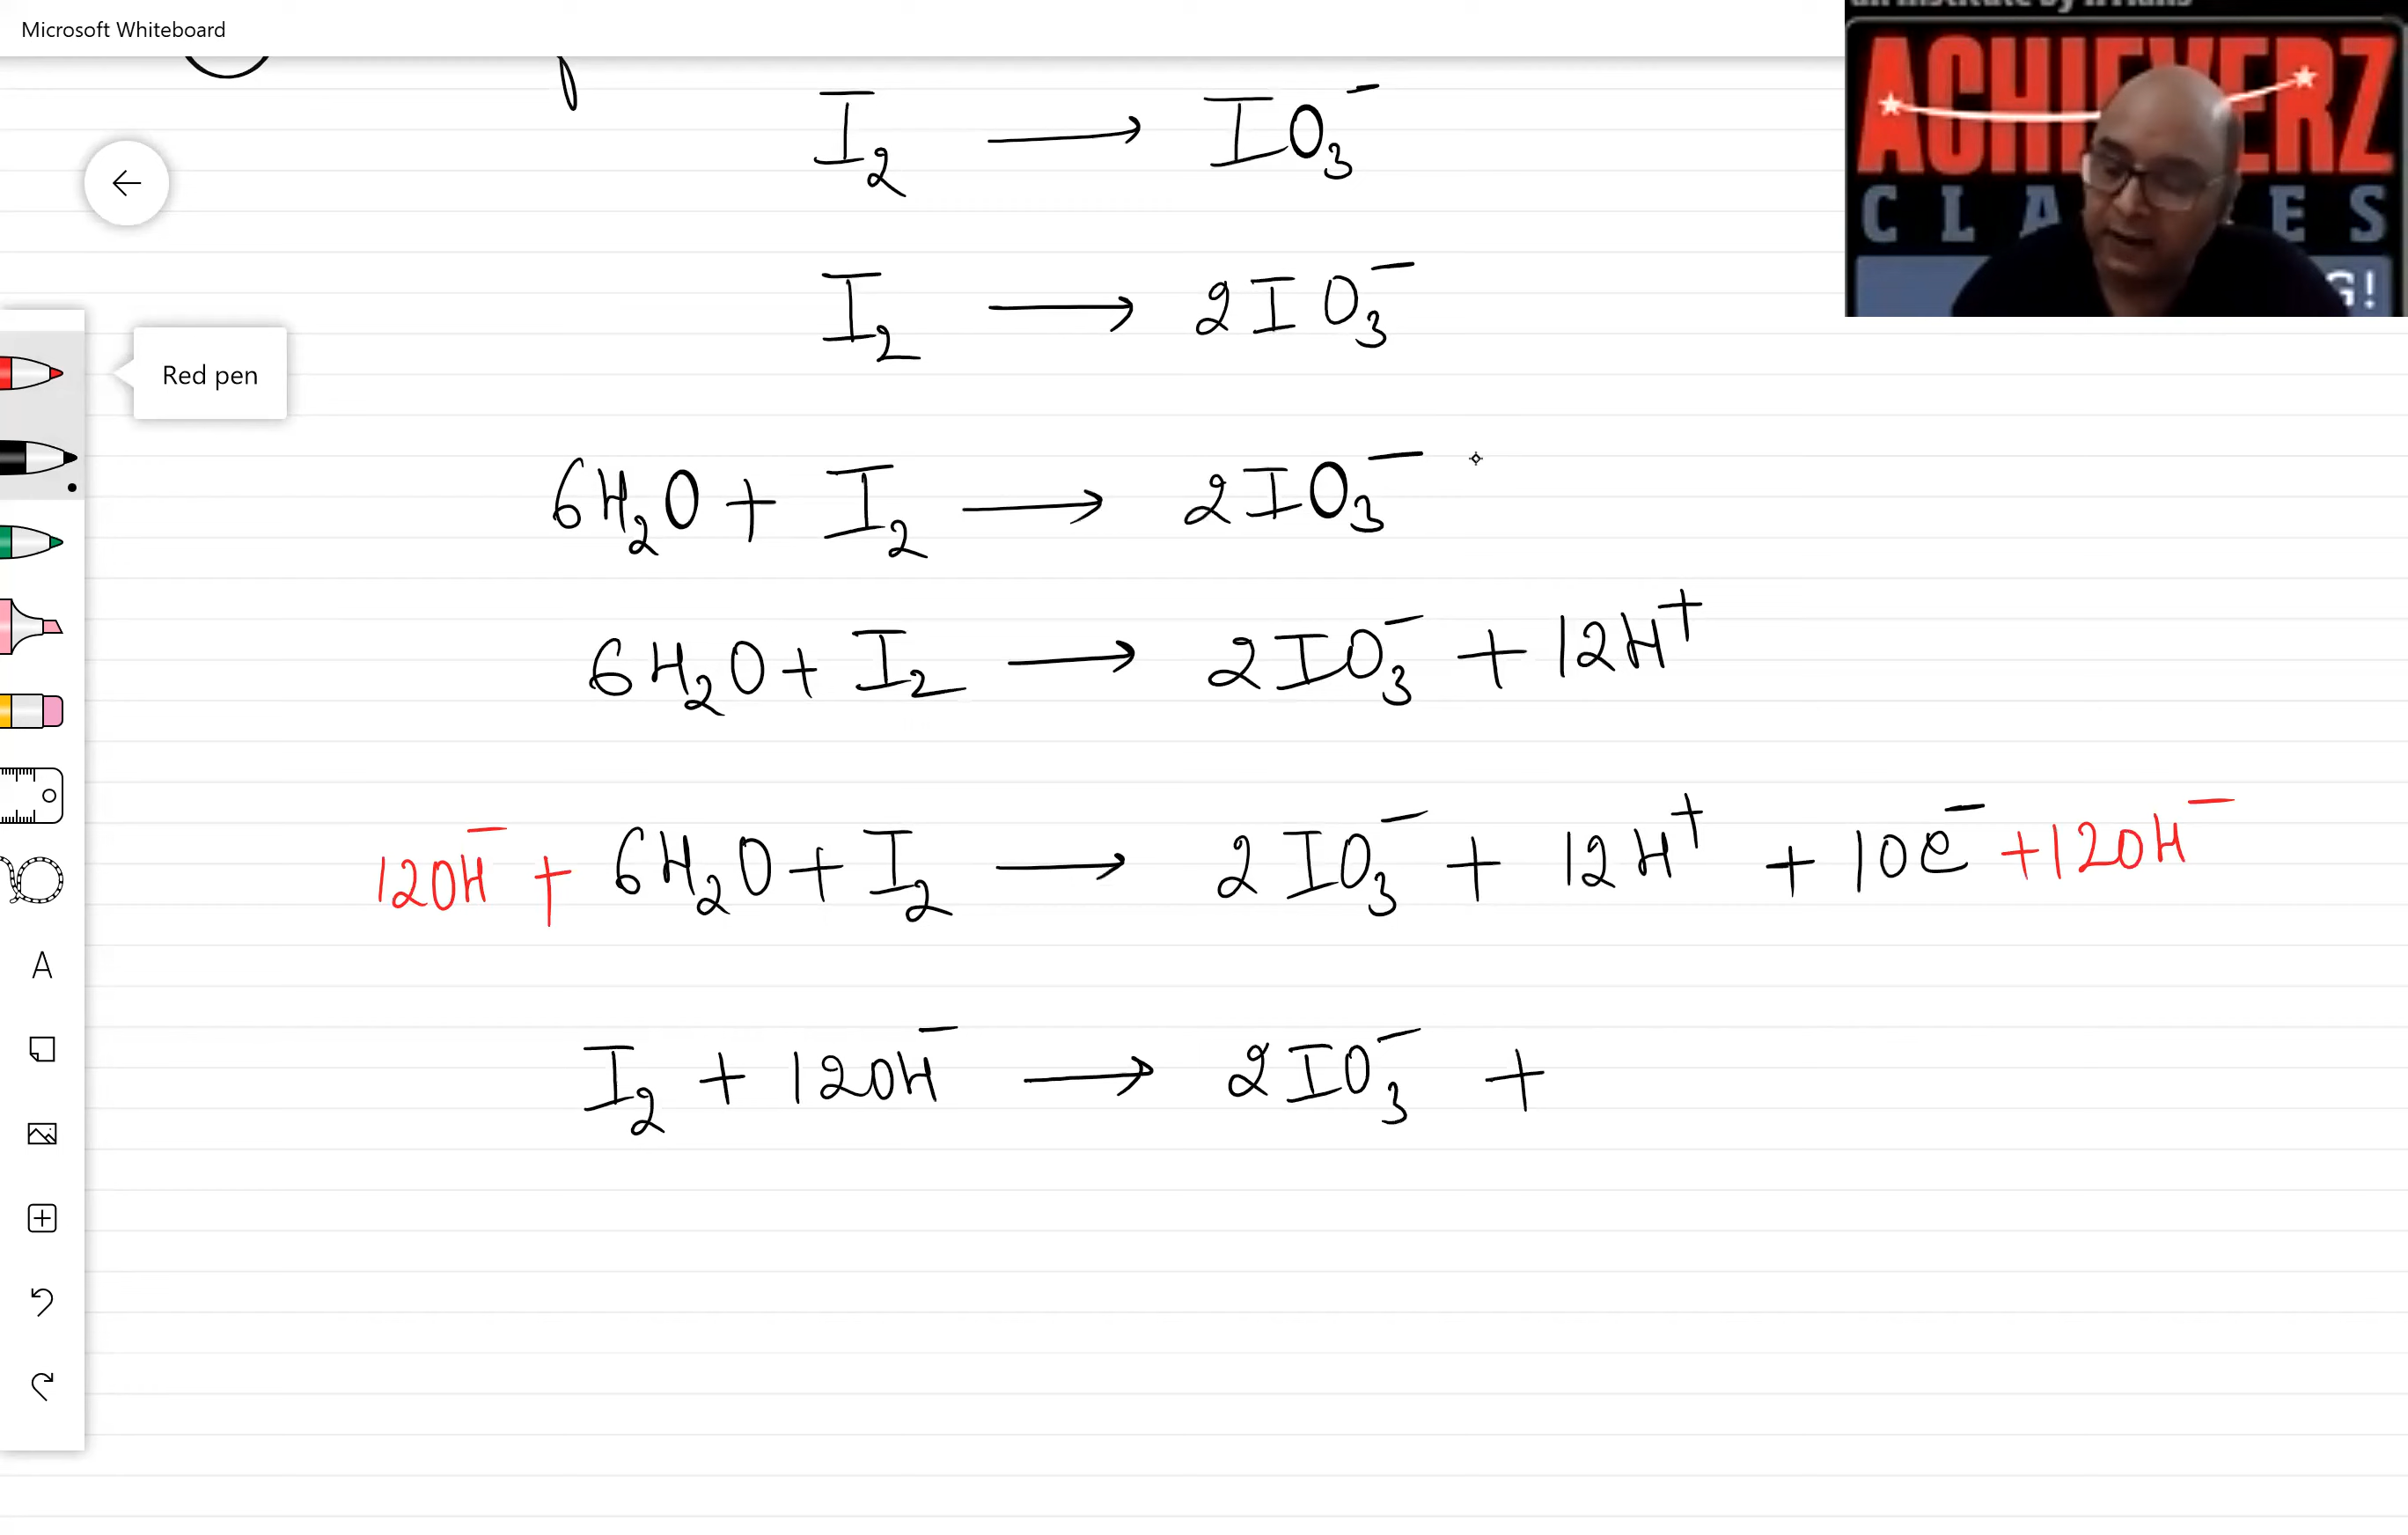 Microsoft Whiteboard
ACHIEVERZ
I₂ ⟶ IO₃⁻
I₂ ⟶ 2IO₃⁻
Red pen
6H₂O + I₂ ⟶ 2IO₃⁻
6H₂O + I₂ ⟶ 2IO₃⁻ + 12H⁺
12OH⁻ + 6H₂O + I₂ ⟶ 2IO₃⁻ + 12H⁺ + 10e⁻ + 12OH⁻
A
I₂ + 12OH⁻ ⟶ 2IO₃⁻ +